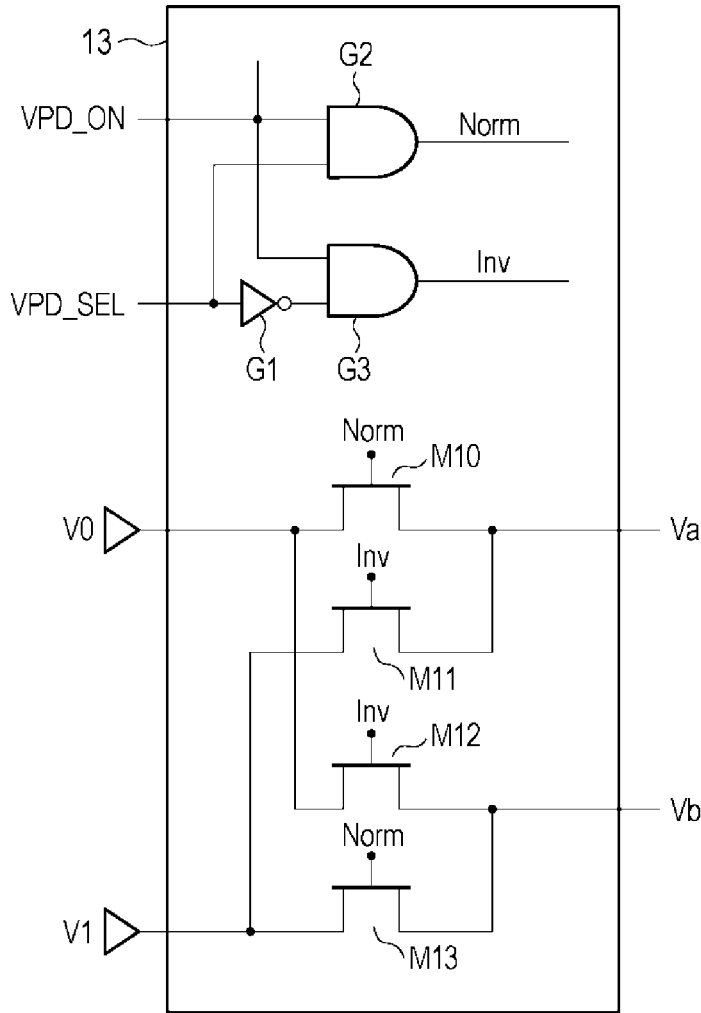 13
G2
VPD_ON
Norm
Inv
VPD_SEL
G1
G3
Norm
M10
V0
Va
Inv
M11
Inv
M12
Vb
Norm
V1
M13